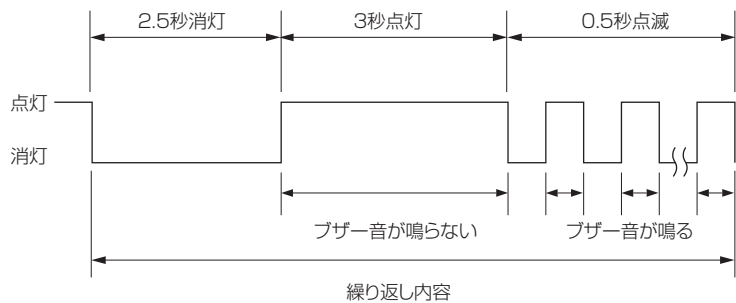 2.5秒消灯
3秒点灯
0.5秒点滅
点灯
消灯
ブザー音が鳴らない
ブザー音が鳴る
繰り返し内容